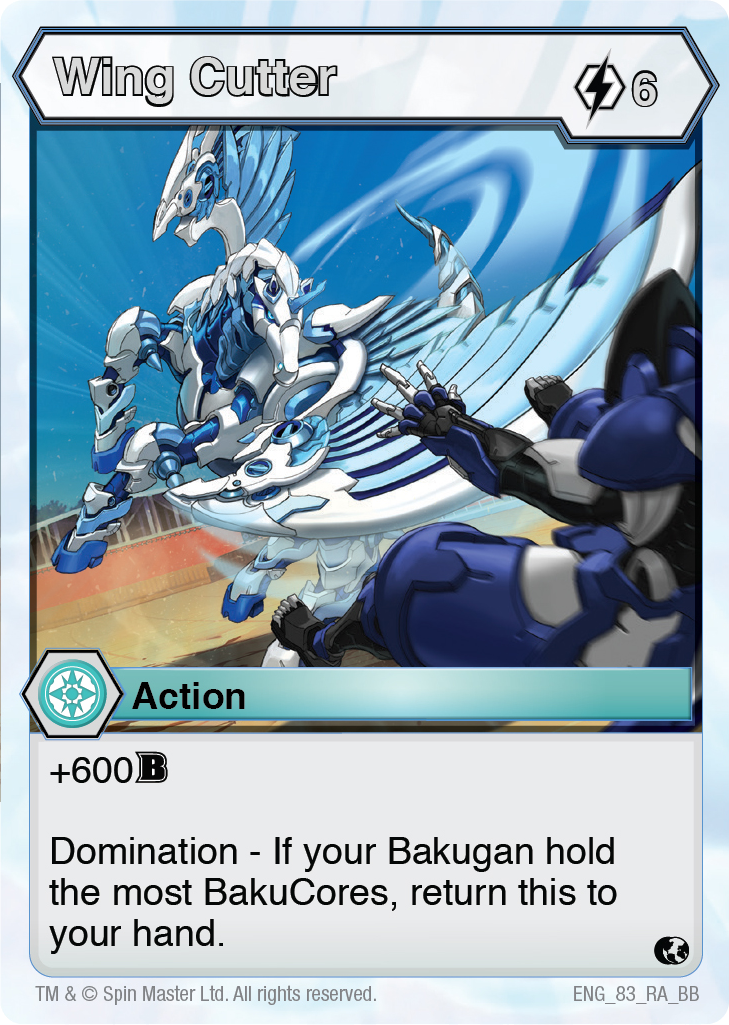 Wing Cutter
6
Action
+600B
Domination - If your Bakugan hold
the most BakuCores, return this to
your hand.
TM & © Spin Master Ltd. All rights reserved.
ENG_83_RA_BB